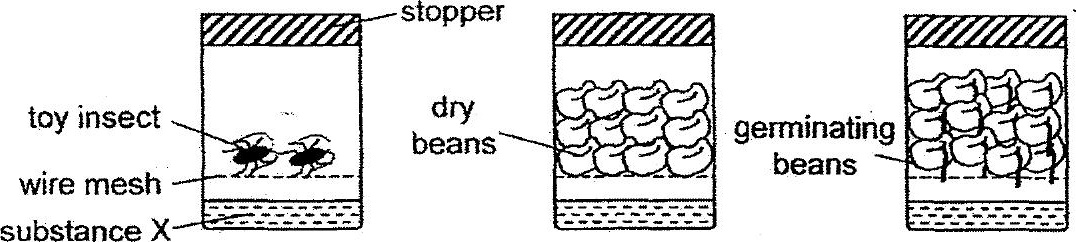 stopper
toy insect
wire mesh
substance X
dry
beans
germinating
beans